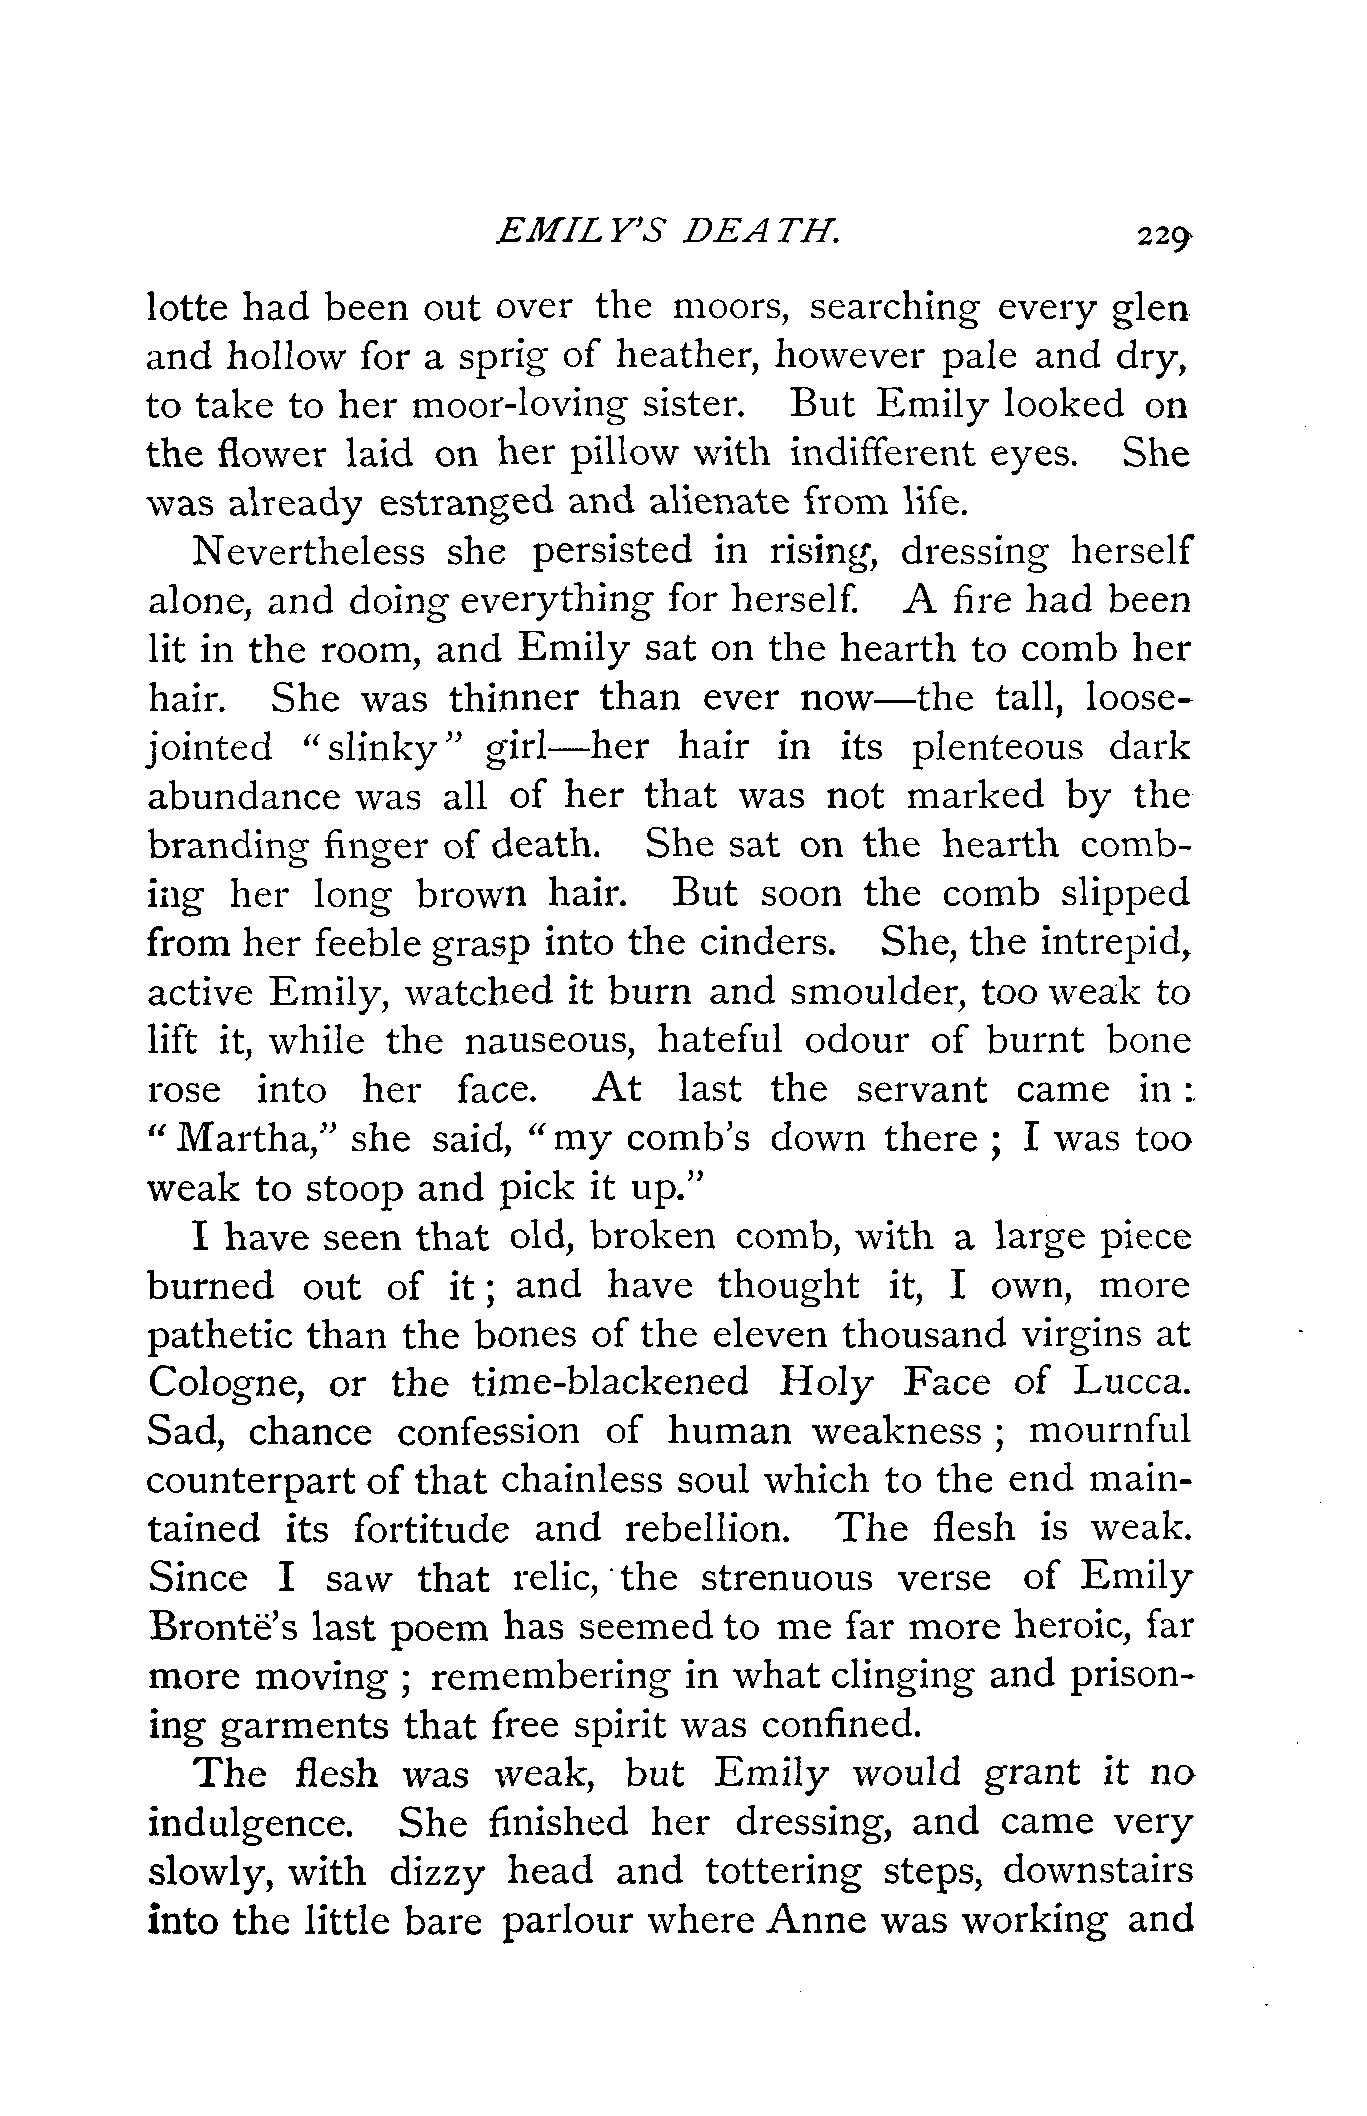 EMILY'S DEATH. 229
lotte had been out over the moors, searching every glen
and hollow for a sprig of heather, however pale and dry,
to take to her moor-loving sister. But Emily looked on
the flower laid on her pillow with indifferent eyes. She
was already estranged and alienate from life.
Nevertheless she persisted in rising, dressing herself
alone, and doing everything for herself. A fire had been
lit in the room, and Emily sat on the hearth to comb her
hair. She was thinner than ever now—the tall, loose-
jointed "slinky" girl—her hair in its plenteous dark
abundance was all of her that was not marked by the
branding finger of death. She sat on the hearth comb-
ing her long brown hair. But soon the comb slipped
from her feeble grasp into the cinders. She, the intrepid,
active Emily, watched it burn and smoulder, too weak to
lift it, while the nauseous, hateful odour of burnt bone
rose into her face. At last the servant came in:
"Martha," she said, "my comb's down there; I was too
weak to stoop and pick it up."
I have seen that old, broken comb, with a large piece
burned out of it; and have thought it, I own, more
pathetic than the bones of the eleven thousand virgins at
Cologne, or the time-blackened Holy Face of Lucca.
Sad, chance confession of human weakness; mournful
counterpart of that chainless soul which to the end main-
tained its fortitude and rebellion. The flesh is weak.
Since I saw that relic, the strenuous verse of Emily
Brontë's last poem has seemed to me far more heroic, far
more moving; remembering in what clinging and prison-
ing garments that free spirit was confined.
The flesh was weak, but Emily would grant it no
indulgence. She finished her dressing, and came very
slowly, with dizzy head and tottering steps, downstairs
into the little bare parlour where Anne was working and